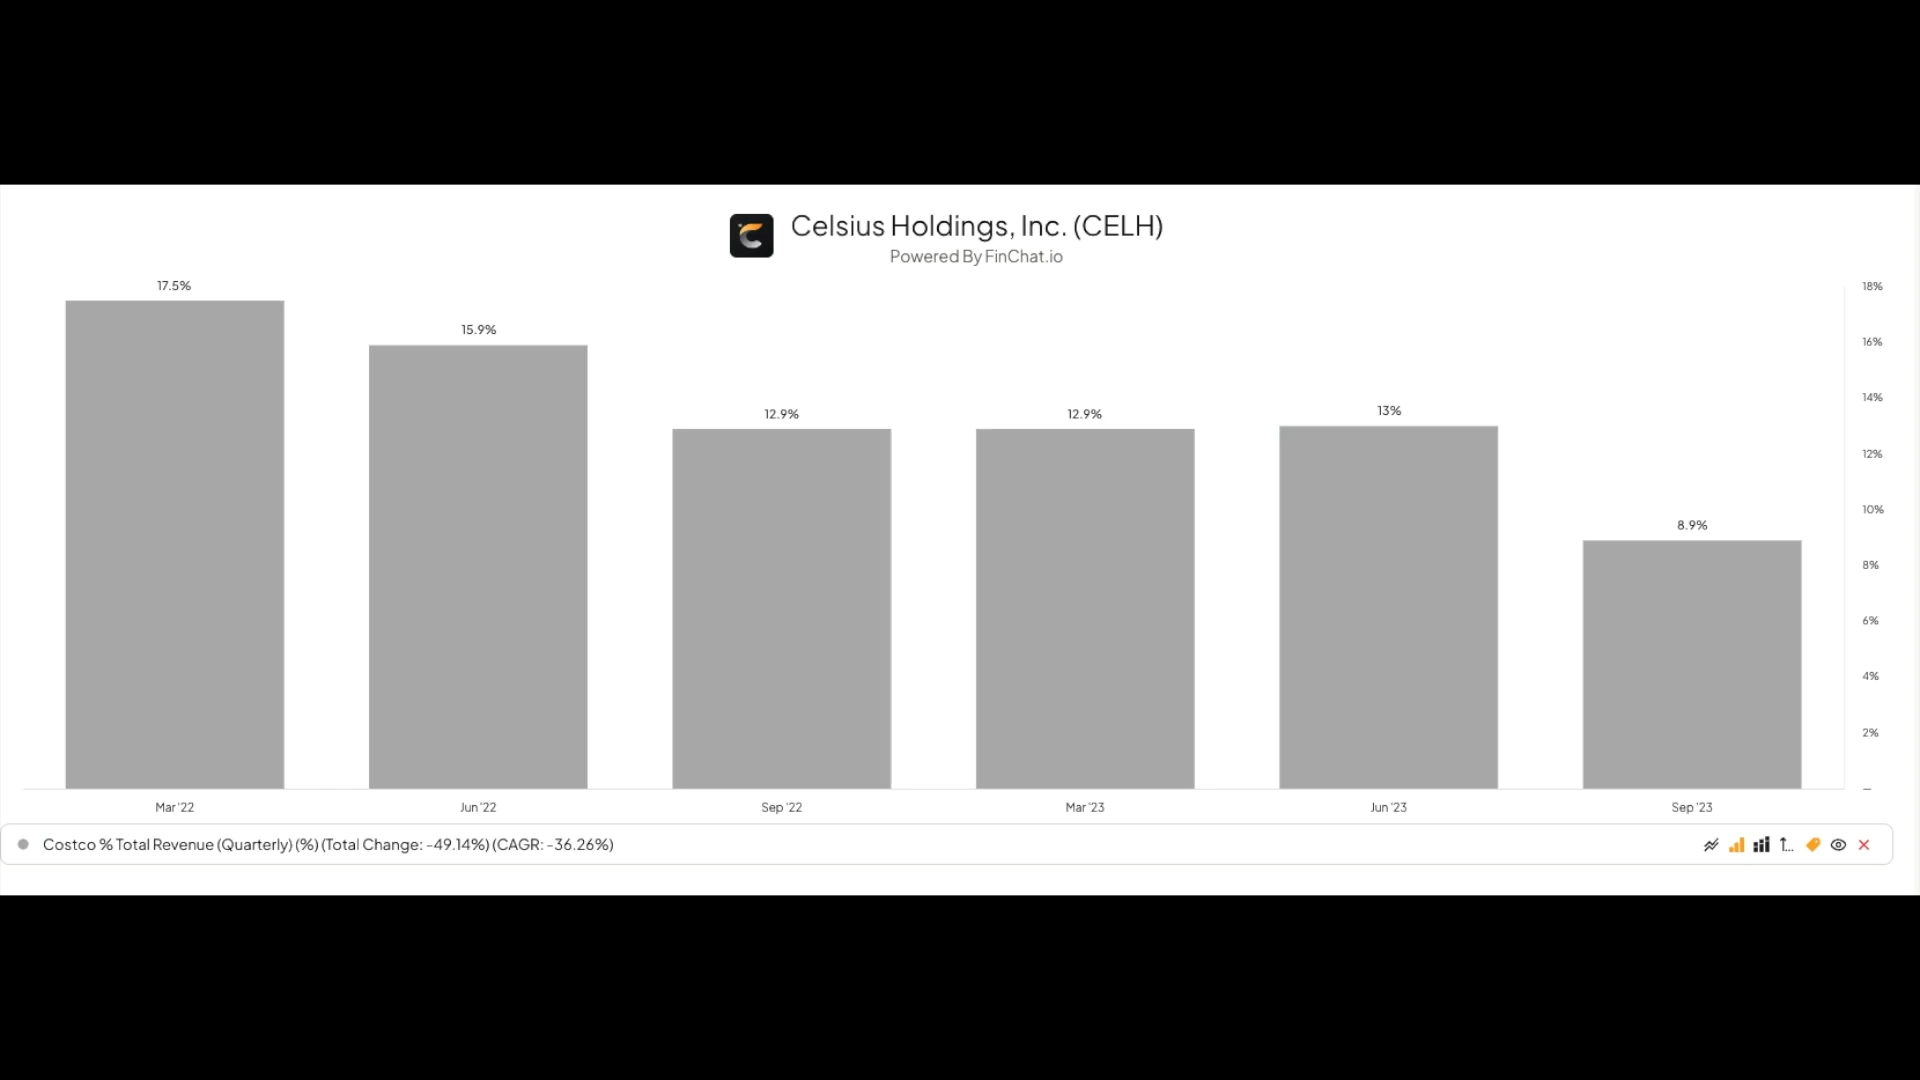 Celsius Holdings, Inc. (CELH)
Powered By FinChat.io
17.5%
15.9%
12.9%
12.9%
13%
8.9%
18%
16%
14%
12%
10%
8%
6%
4%
2%
–
Mar '22
Jun '22
Sep '22
Mar '23
Jun '23
Sep '23
Costco % Total Revenue (Quarterly) (%) (Total Change: -49.14%) (CAGR: -36.26%)